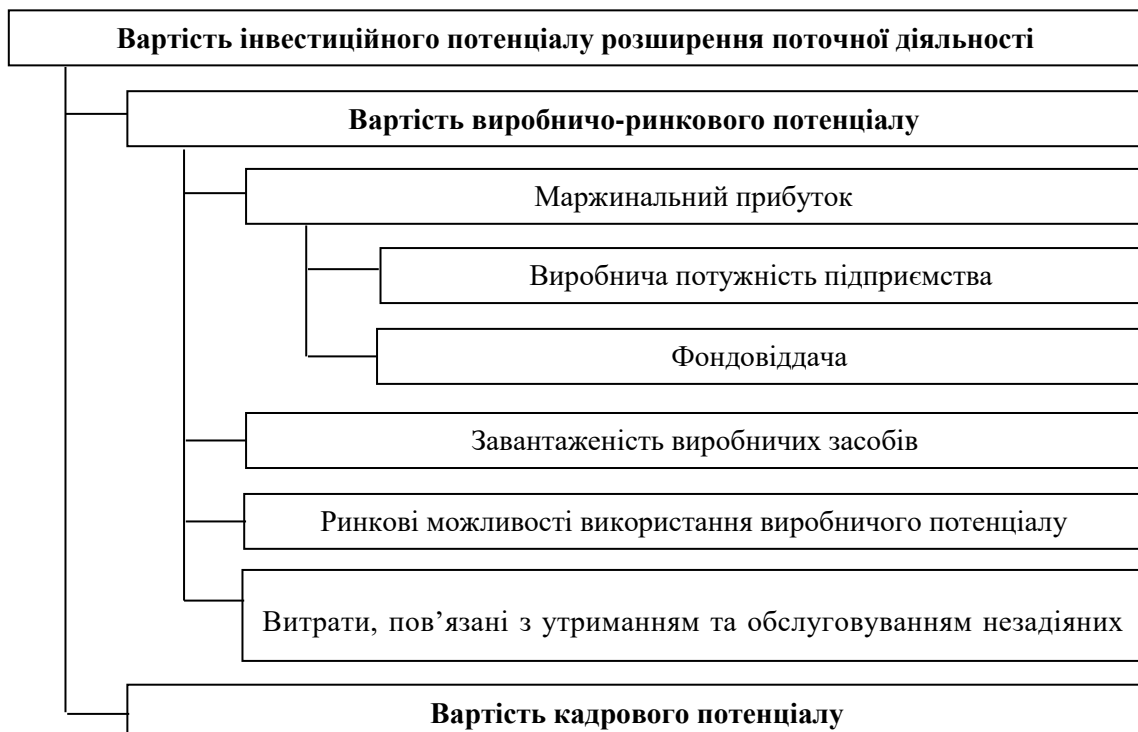 Вартість інвестиційного потенціалу розширення поточної діяльності
Вартість виробничо-ринкового потенціалу
Маржинальний прибуток
Виробнича потужність підприємства
Фондовіддача
Завантаженість виробничих засобів
Ринкові можливості використання виробничого потенціалу
Витрати, пов’язані з утриманням та обслуговуванням незадіяних
Вартість кадрового потенціалу